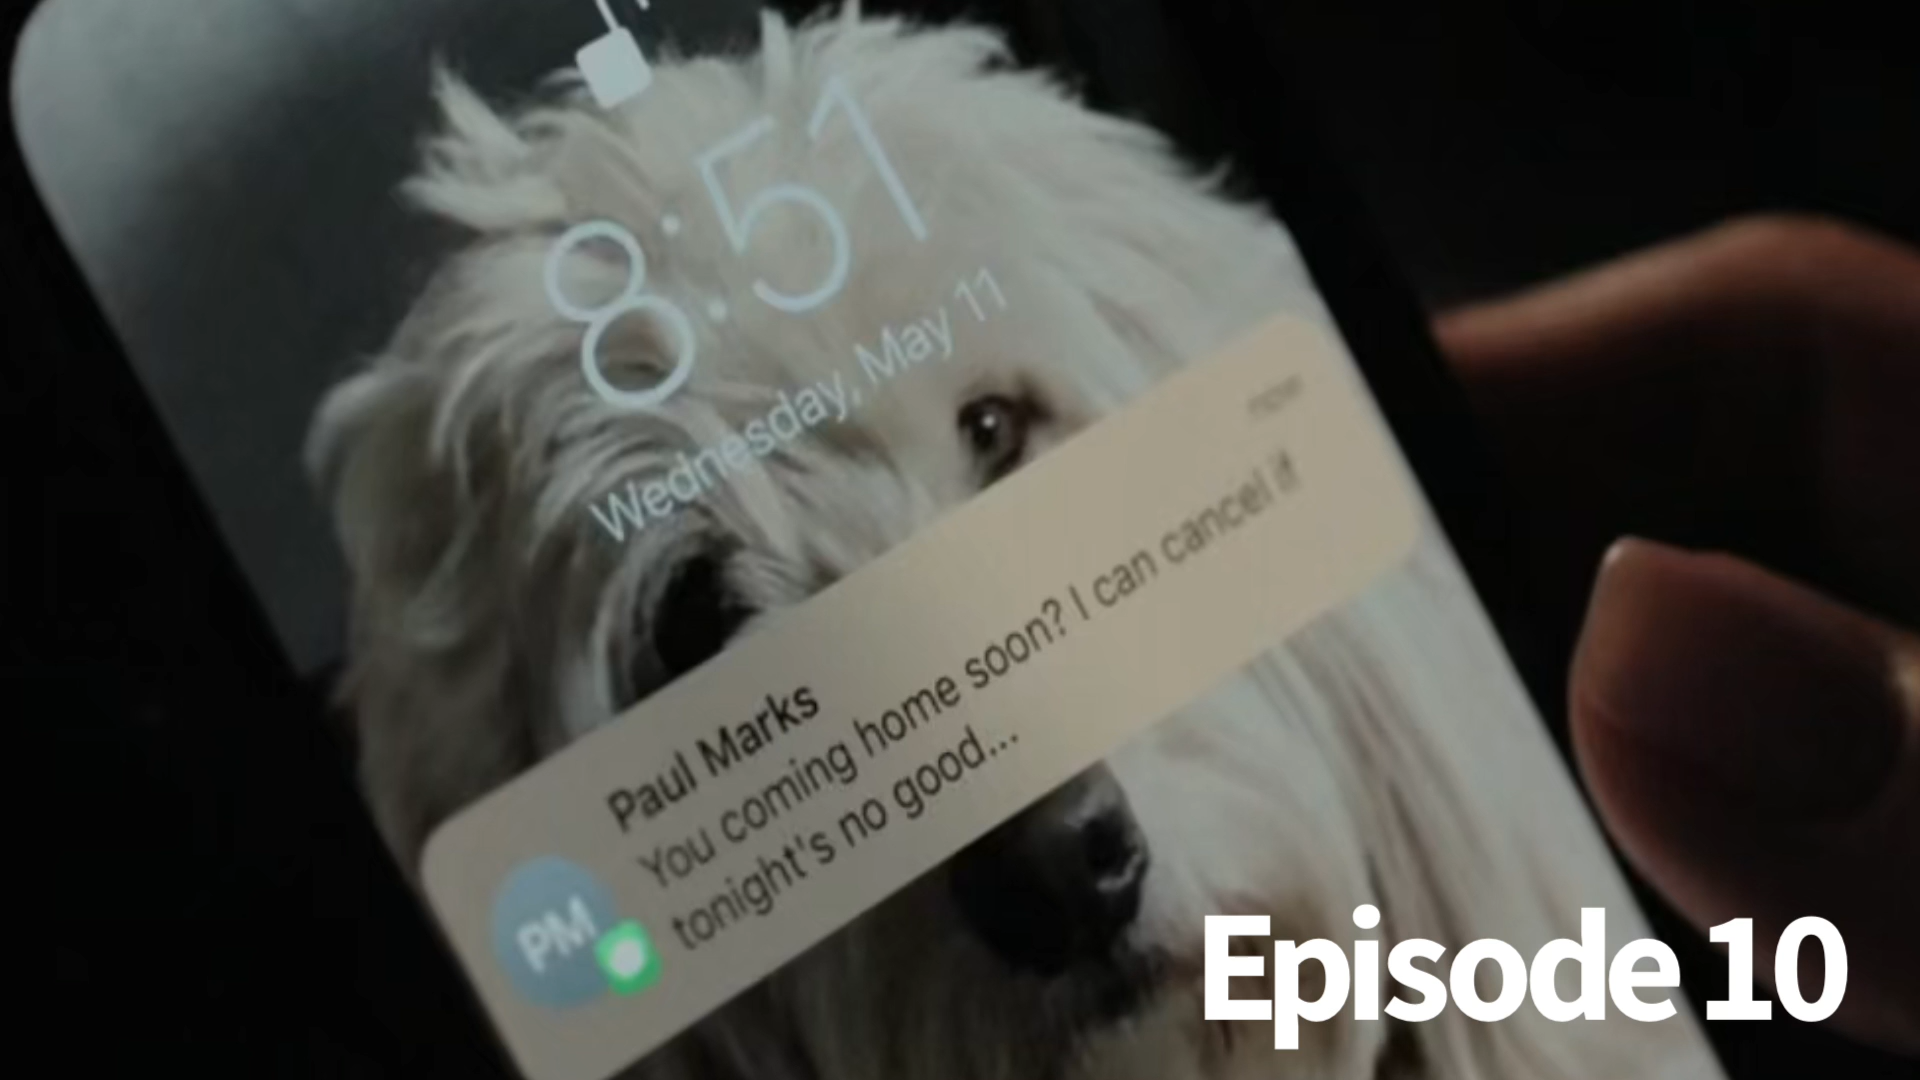 8:51
Wednesday, May 11
now
Paul Marks
You coming home soon? I can cancel if
tonight's no good...
PM
Episode 10